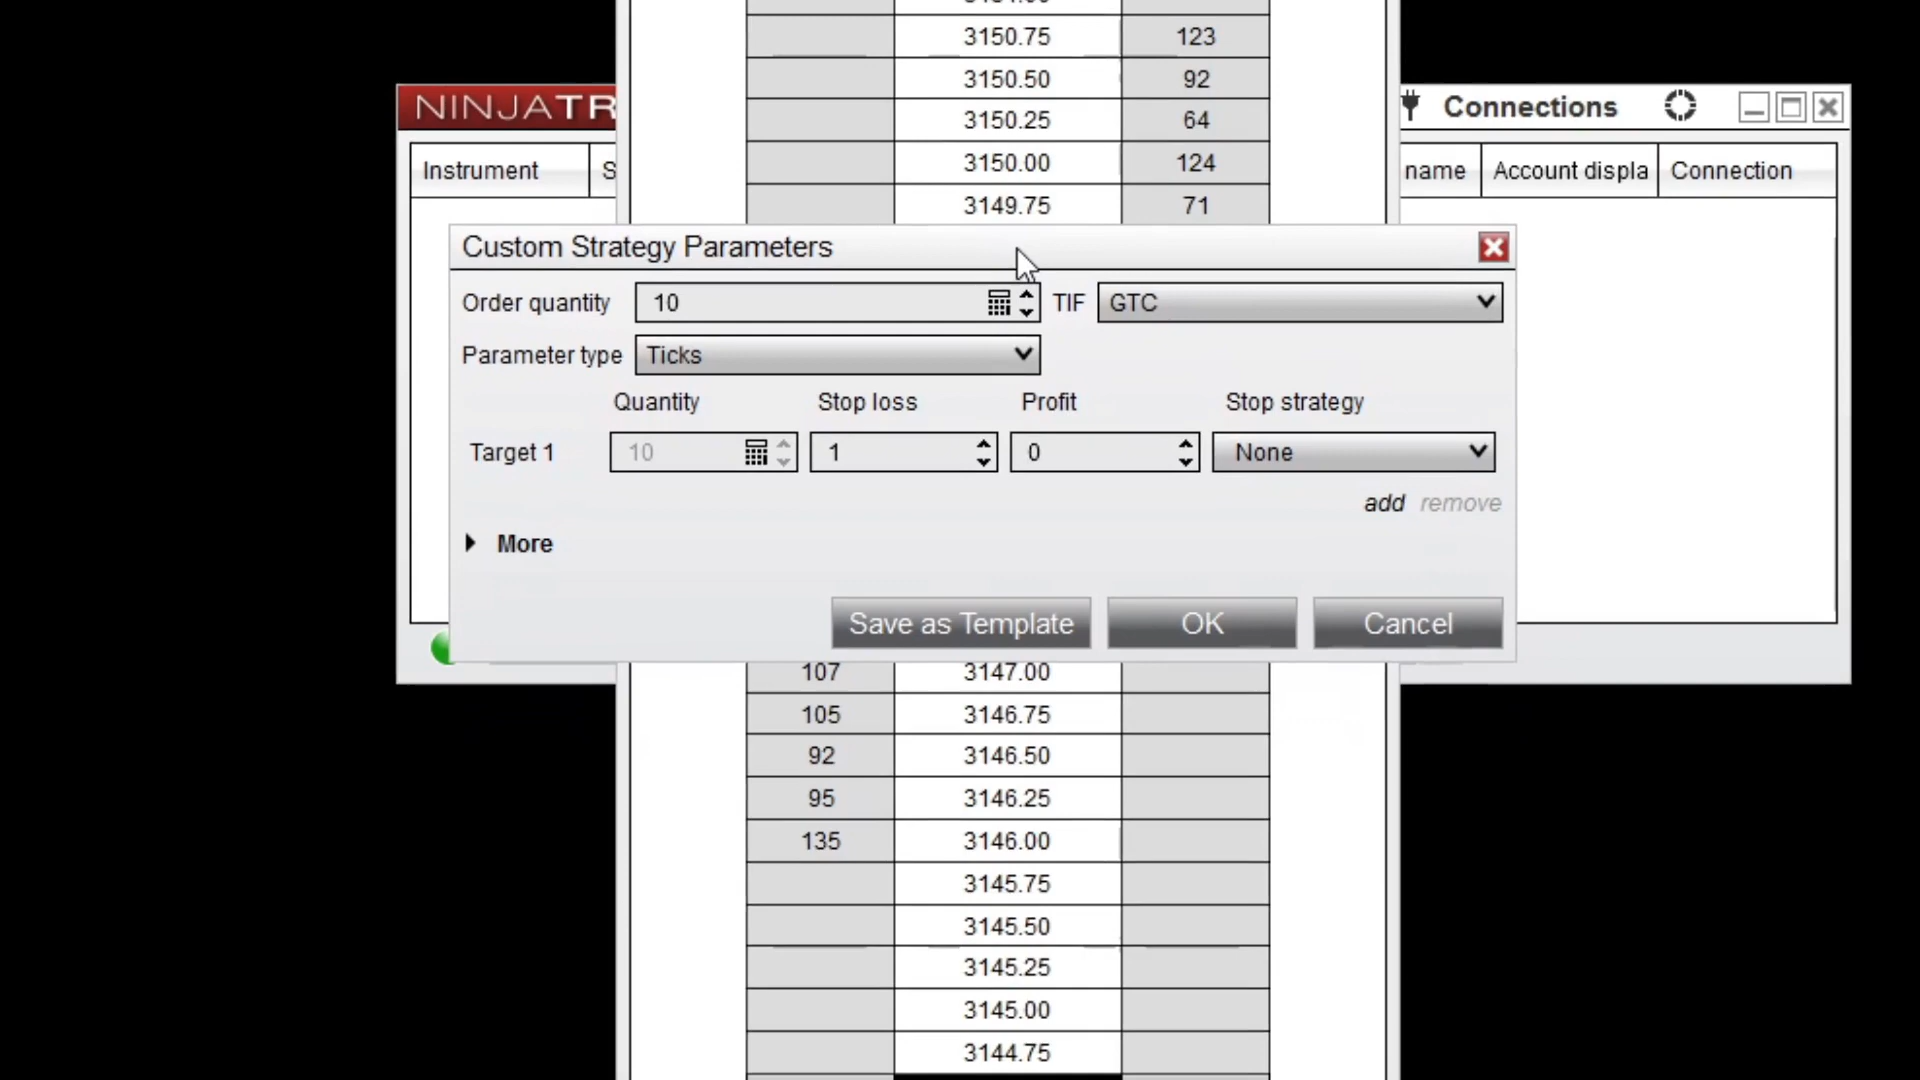 3150.75 123
3150.50 92
3150.25 64
NINJATR
Connections
3150.00 124
Instrument S
name Account displa Connection
3149.75 71
Custom Strategy Parameters
Order quantity 10 TIF GTC
Parameter type Ticks
Quantity Stop loss Profit Stop strategy
Target 1 10 1 0 None
add remove
More
Save as Template OK Cancel
107 3147.00
105 3146.75
92 3146.50
95 3146.25
135 3146.00
3145.75
3145.50
3145.25
3145.00
3144.75